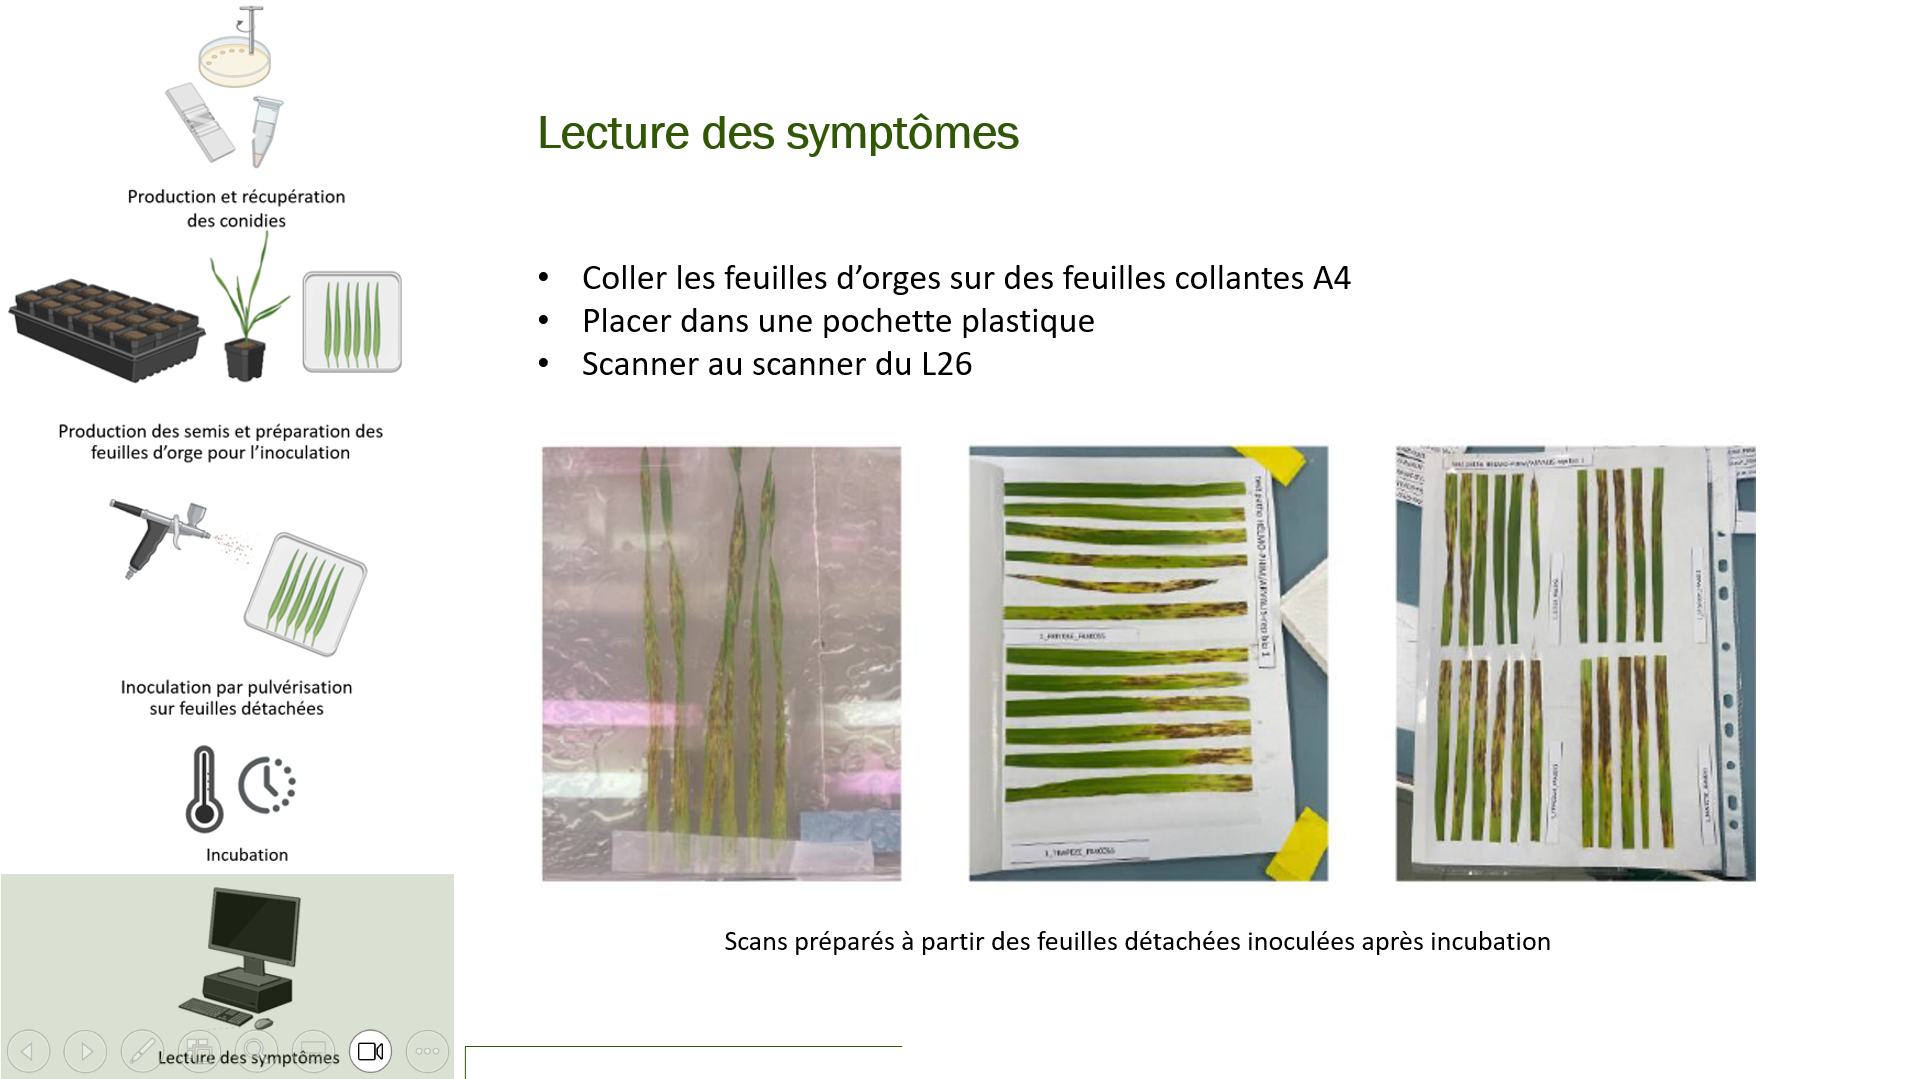 Production et récupération
des conidies
Production des semis et préparation des
feuilles d’orge pour l’inoculation
Inoculation par pulvérisation
sur feuilles détachées
Incubation
Lecture des symptômes
Lecture des symptômes
• Coller les feuilles d’orges sur des feuilles collantes A4
• Placer dans une pochette plastique
• Scanner au scanner du L26
Scans préparés à partir des feuilles détachées inoculées après incubation